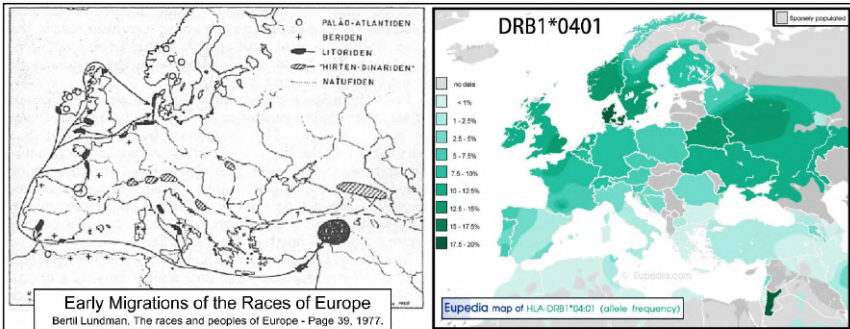 PALÄO-ATLANTIDEN
BERIDEN
LITORIDEN
"HIRTEN-DINARIDEN"
NATUFIDEN
Early Migrations of the Races of Europe
Bertil Lundman, The races and peoples of Europe - Page 39, 1977.
DRB1*0401
Sparsely populated
no data
< 1%
1 - 2.5%
2.5 - 5%
5 - 7.5%
7.5 - 10%
10 - 12.5%
12.5 - 15%
15 - 17.5%
17.5 - 20%
© Eupedia.com
Eupedia map of HLA-DRB1*04:01 (allele frequency)